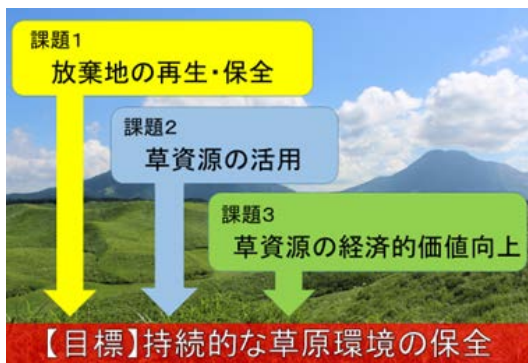 課題1
放棄地の再生・保全
課題2
草資源の活用
課題3
草資源の経済的価値向上
【目標】持続的な草原環境の保全